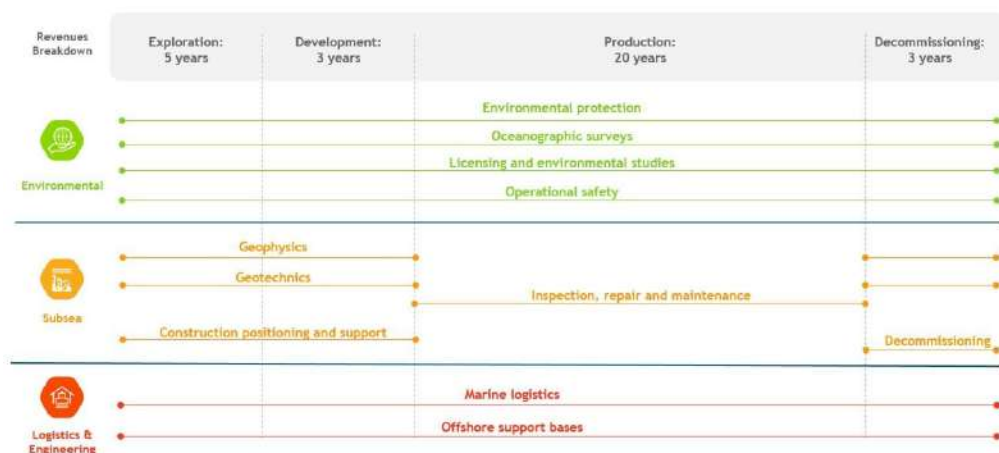 Revenues
Breakdown
Exploration:
5 years
Development:
3 years
Production:
20 years
Decommissioning:
3 years
Environmental protection
Oceanographic surveys
Licensing and environmental studies
Operational safety
Environmental
Geophysics
Geotechnics
Inspection, repair and maintenance
Construction positioning and support
Decommissioning
Subsea
Marine logistics
Offshore support bases
Logistics &
Engineering